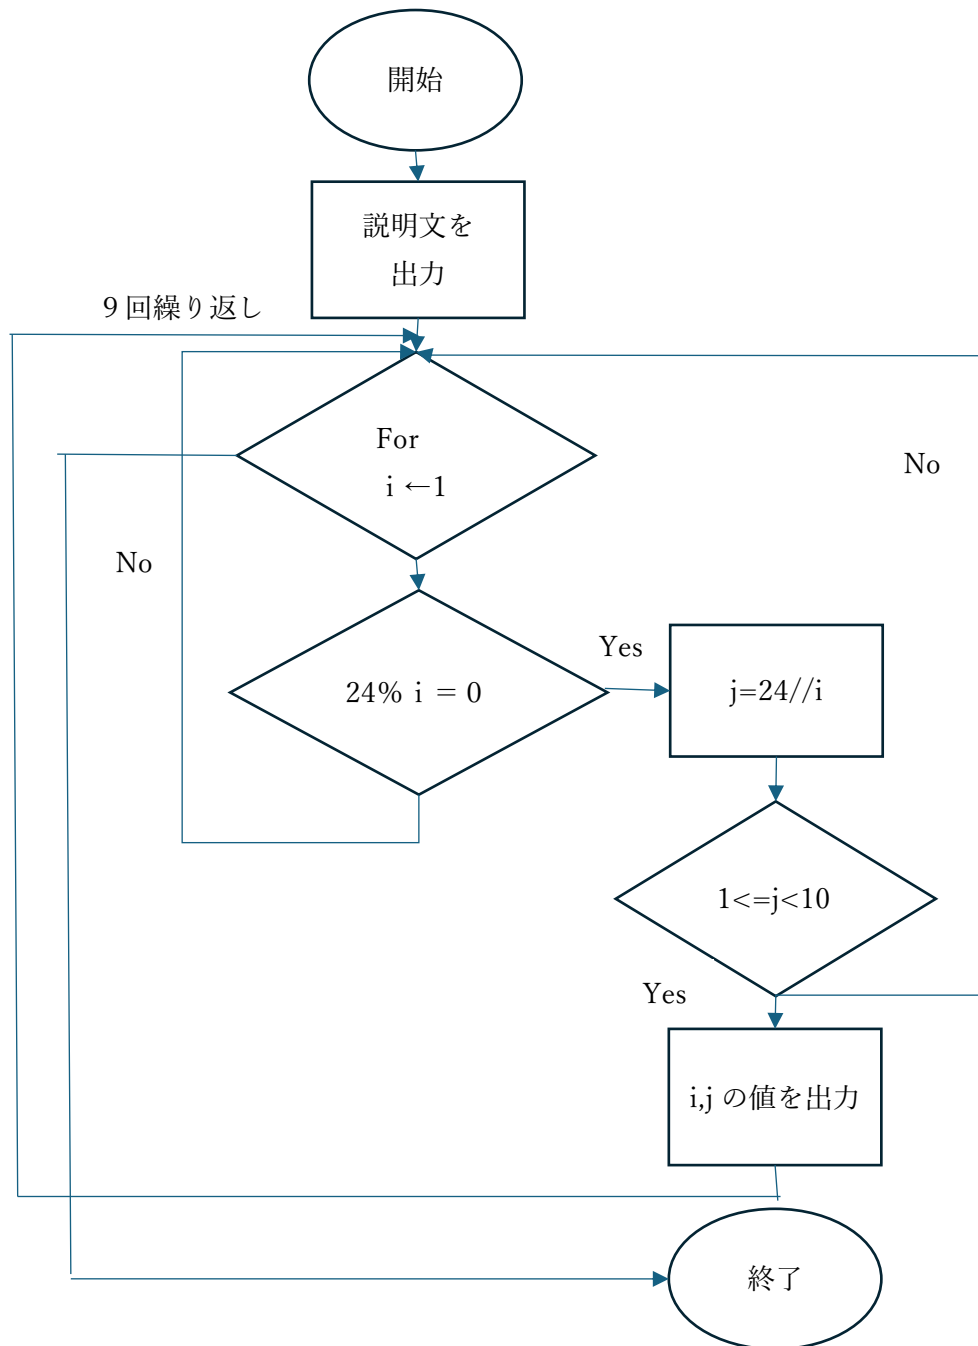 開始
説明文を
出力
９回繰り返し
For
i ←1
No
No
24% i = 0
Yes
j=24//i
1<=j<10
Yes
i,j の値を出力
終了